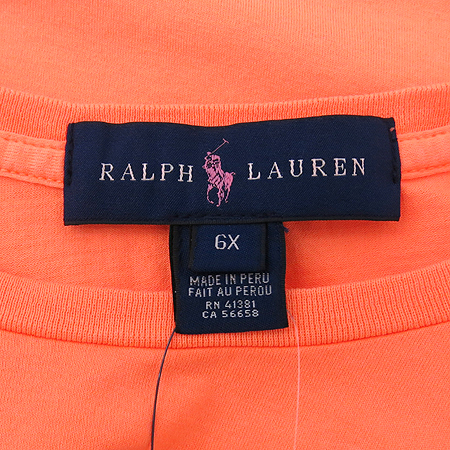 RALPH LAUREN
6X
MADE IN PERU
FAIT AU PEROU
RN 41381
CA 56658